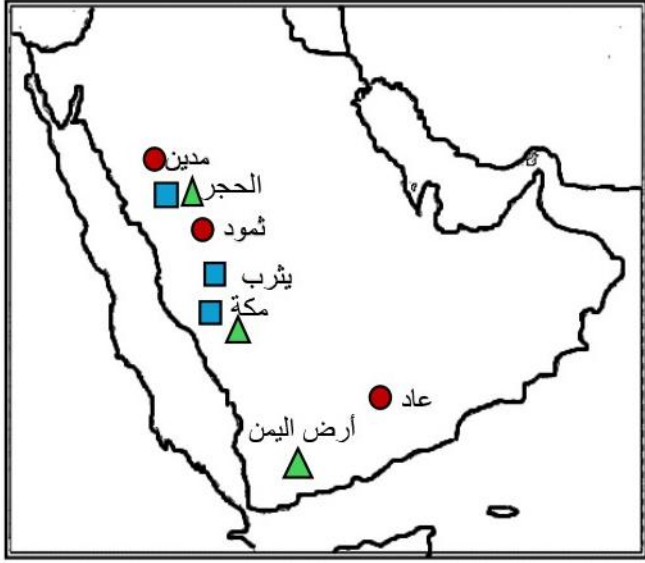 مدين
الحجر
ثمود
يثرب
مكة
عاد
أرض اليمن